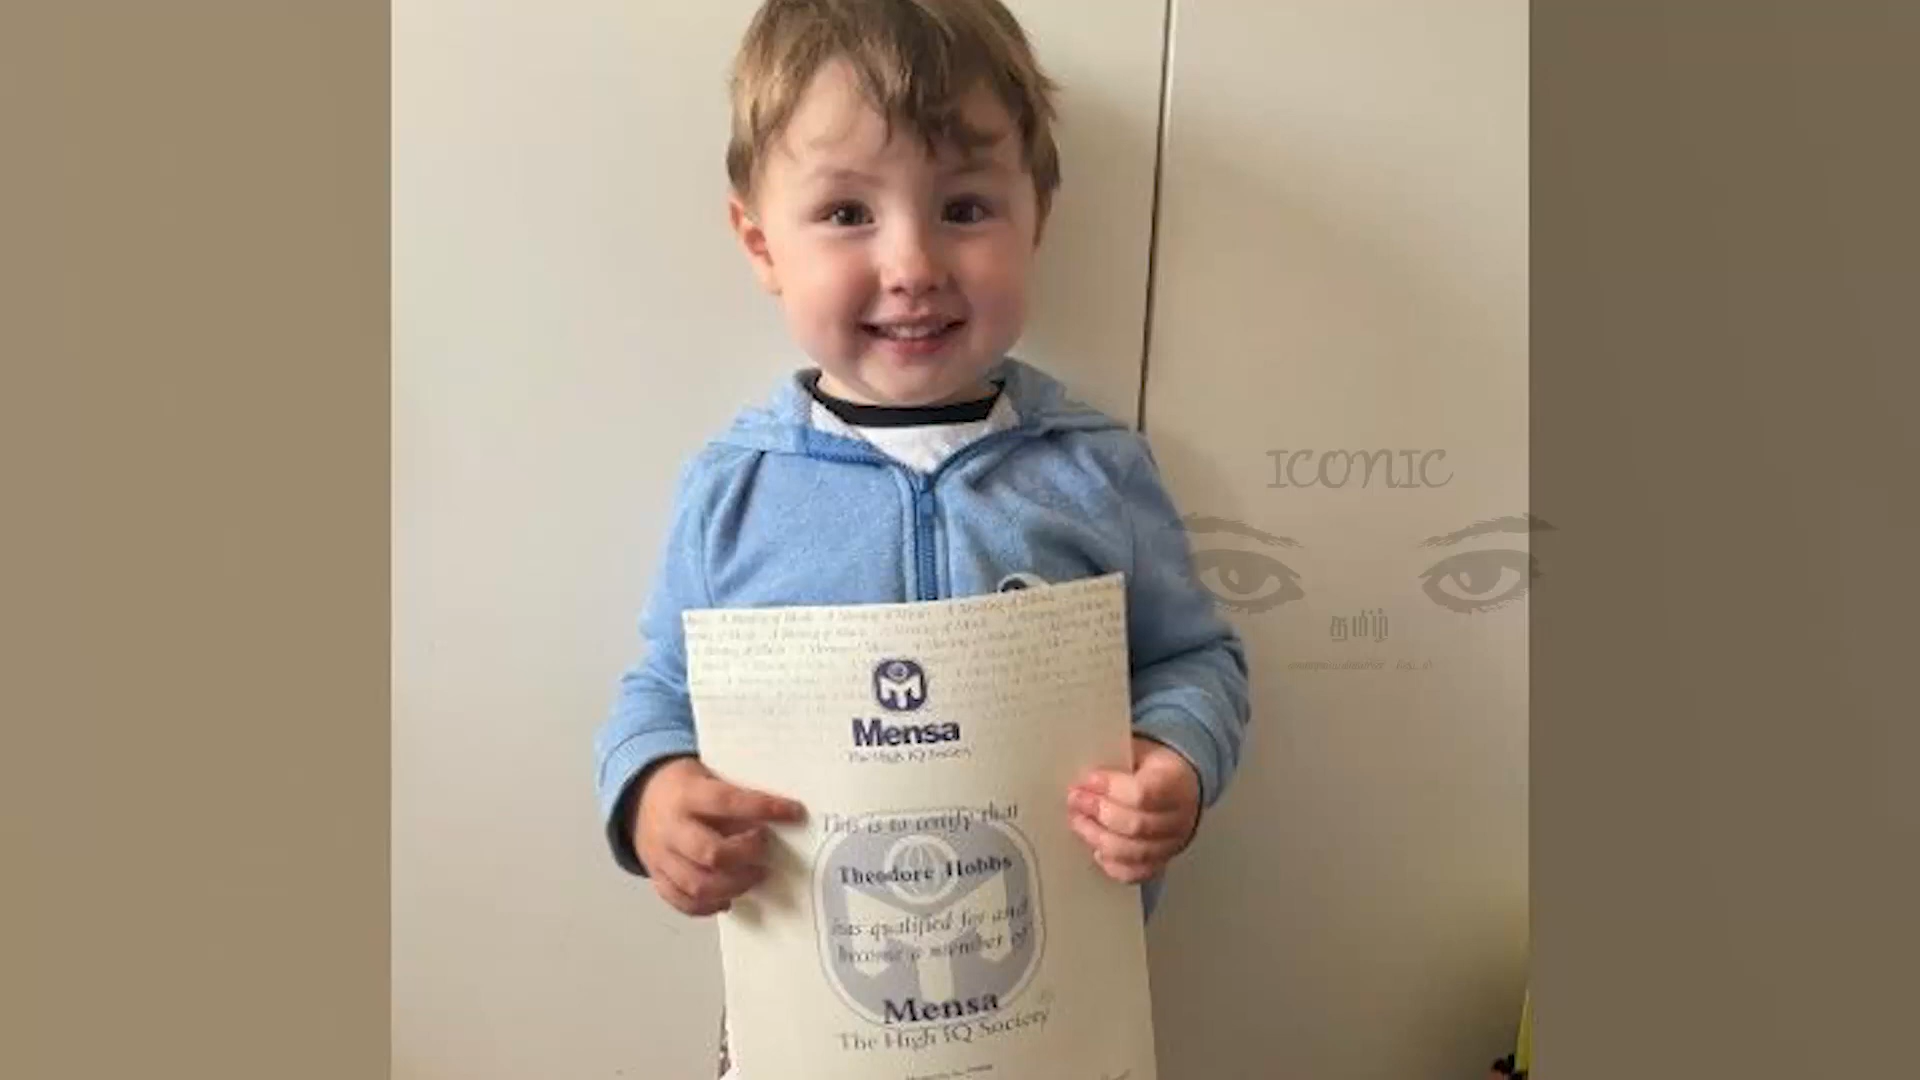 ICONIC
தமிழ்
Mensa
The High IQ Society
This is to certify that
Theodore Hobbs
has qualified for and
become a member of
Mensa
The High IQ Society